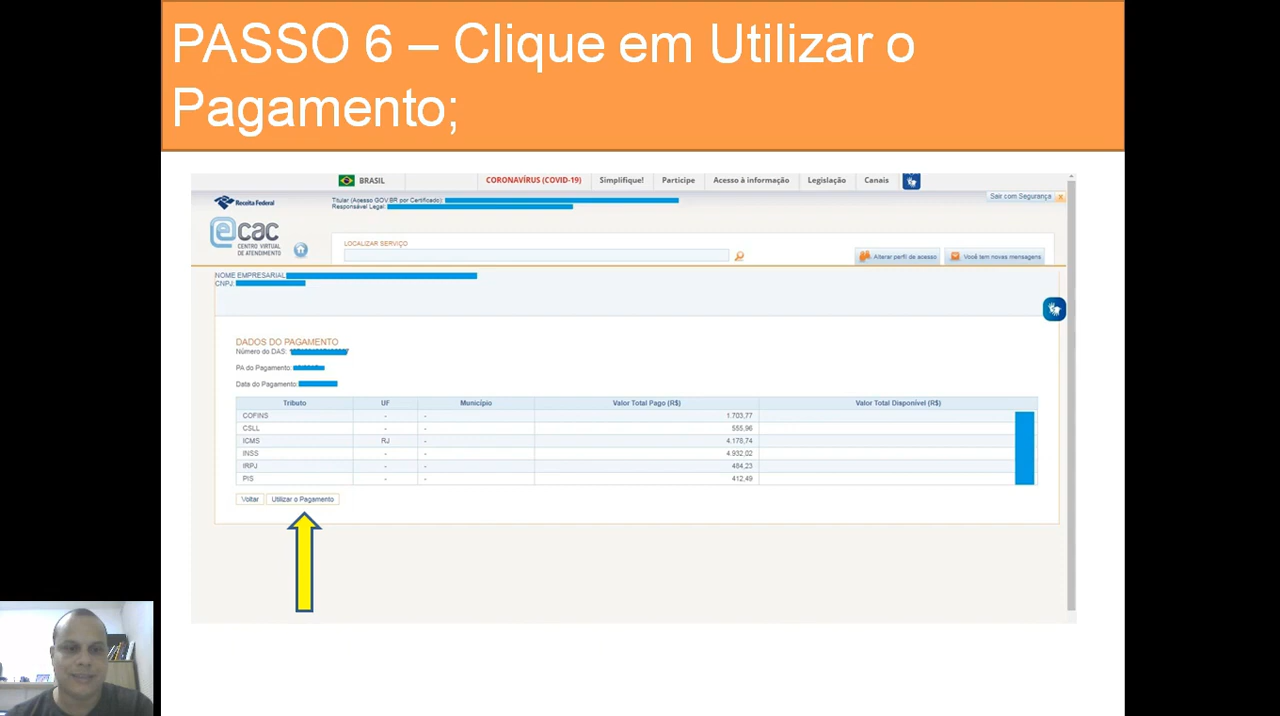 PASSO 6 – Clique em Utilizar o
Pagamento;
BRASIL CORONAVÍRUS (COVID-19) Simplifique! Participe Acesso à informação Legislação Canais
Receita Federal
Titular (Acesso GOV.BR por Certificado):
Responsável Legal:
Sair com Segurança x
ecac
CENTRO VIRTUAL
DE ATENDIMENTO
LOCALIZAR SERVIÇO
Alterar perfil de acesso Você tem novas mensagens
NOME EMPRESARIAL
CNPJ:
DADOS DO PAGAMENTO
Número do DAS:
PA do Pagamento:
Data do Pagamento:
Tributo UF Município Valor Total Pago (R$) Valor Total Disponível (R$)
COFINS - - 1.703,77
CSLL - - 555,96
ICMS RJ - 4.178,74
INSS - - 4.932,02
IRPJ - - 484,23
PIS - - 412,49
Voltar Utilizar o Pagamento